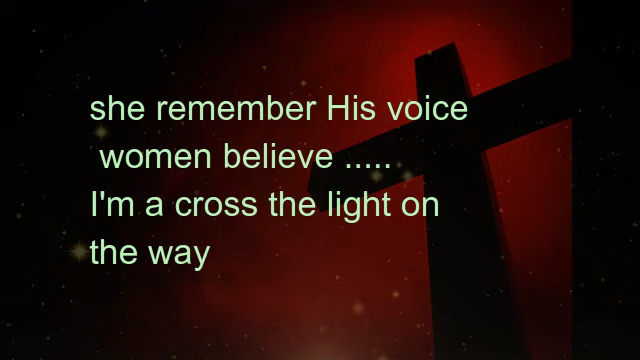 she remember His voice
women believe .....
I'm a cross the light on
the way